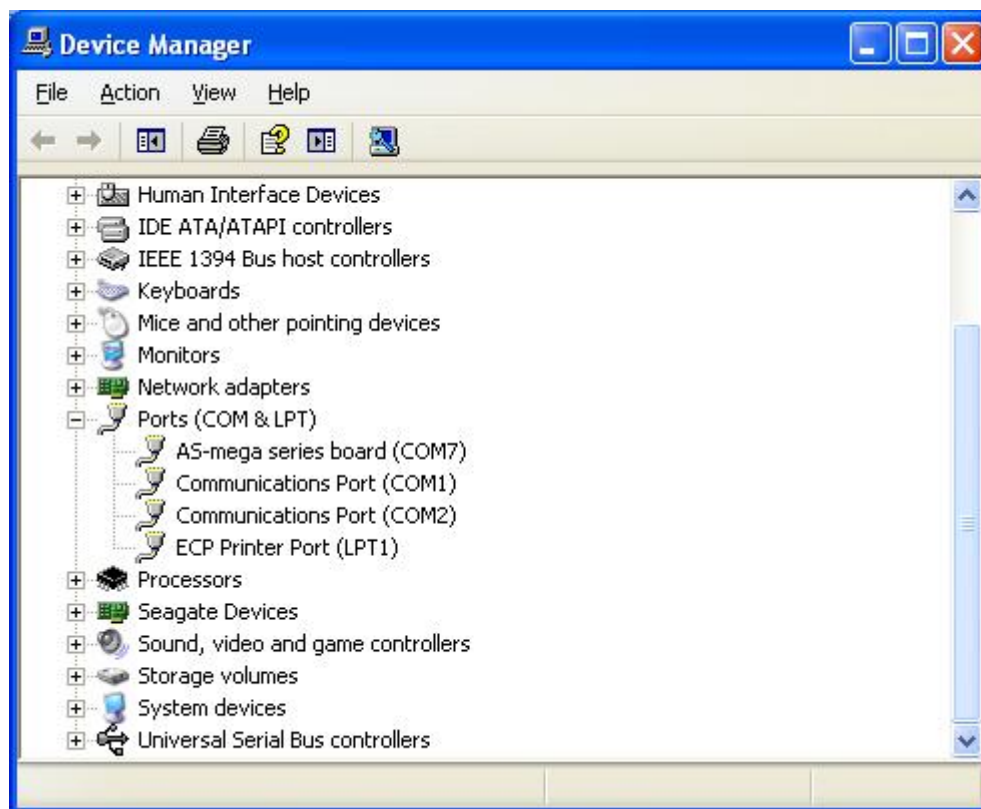 Device Manager
File Action View Help
Human Interface Devices
IDE ATA/ATAPI controllers
IEEE 1394 Bus host controllers
Keyboards
Mice and other pointing devices
Monitors
Network adapters
Ports (COM & LPT)
AS-mega series board (COM7)
Communications Port (COM1)
Communications Port (COM2)
ECP Printer Port (LPT1)
Processors
Seagate Devices
Sound, video and game controllers
Storage volumes
System devices
Universal Serial Bus controllers